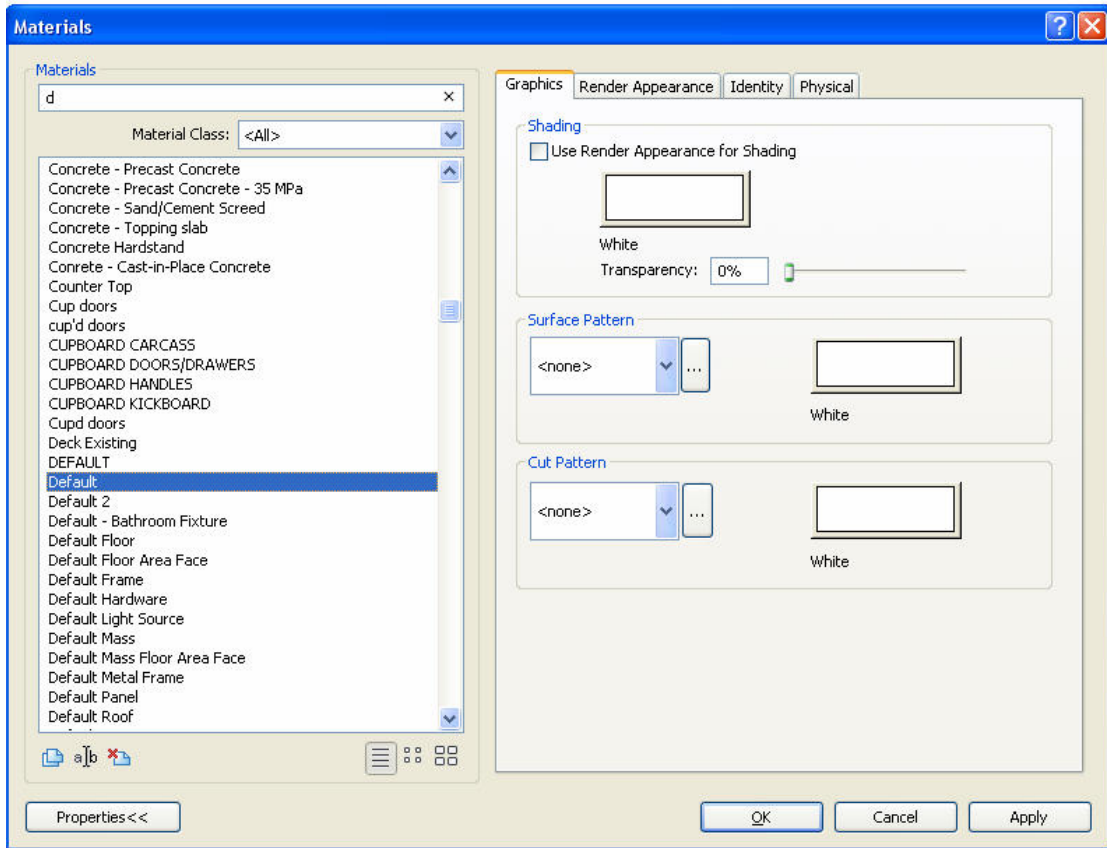 Materials
Materials
d
Material Class: <All>
Concrete - Precast Concrete
Concrete - Precast Concrete - 35 MPa
Concrete - Sand/Cement Screed
Concrete - Topping slab
Concrete Hardstand
Conrete - Cast-in-Place Concrete
Counter Top
Cup doors
cup'd doors
CUPBOARD CARCASS
CUPBOARD DOORS/DRAWERS
CUPBOARD HANDLES
CUPBOARD KICKBOARD
Cupd doors
Deck Existing
DEFAULT
Default
Default 2
Default - Bathroom Fixture
Default Floor
Default Floor Area Face
Default Frame
Default Hardware
Default Light Source
Default Mass
Default Mass Floor Area Face
Default Metal Frame
Default Panel
Default Roof
a b
Properties<<
Graphics Render Appearance Identity Physical
Shading
Use Render Appearance for Shading
White
Transparency: 0%
Surface Pattern
<none> ...
White
Cut Pattern
<none> ...
White
OK Cancel Apply